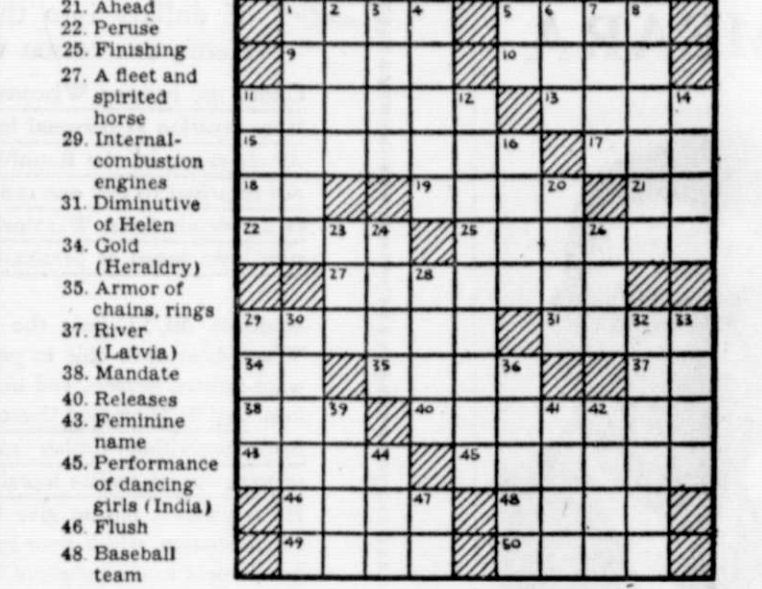 21. Ahead
22. Peruse
25. Finishing
27. A fleet and
spirited
horse
29. Internal-
combustion
engines
31. Diminutive
of Helen
34. Gold
(Heraldry)
35. Armor of
chains, rings
37. River
(Latvia)
38. Mandate
40. Releases
43. Feminine
name
45. Performance
of dancing
girls (India)
46. Flush
48. Baseball
team
1 2 3 4 5 6 7 8
9 10
11 12 13 14
15 16 17
18 19 20 21
22 23 24 25 26
27 28
29 30 31 32 33
34 35 36 37
38 39 40 41 42
43 44 45
46 47 48
49 50